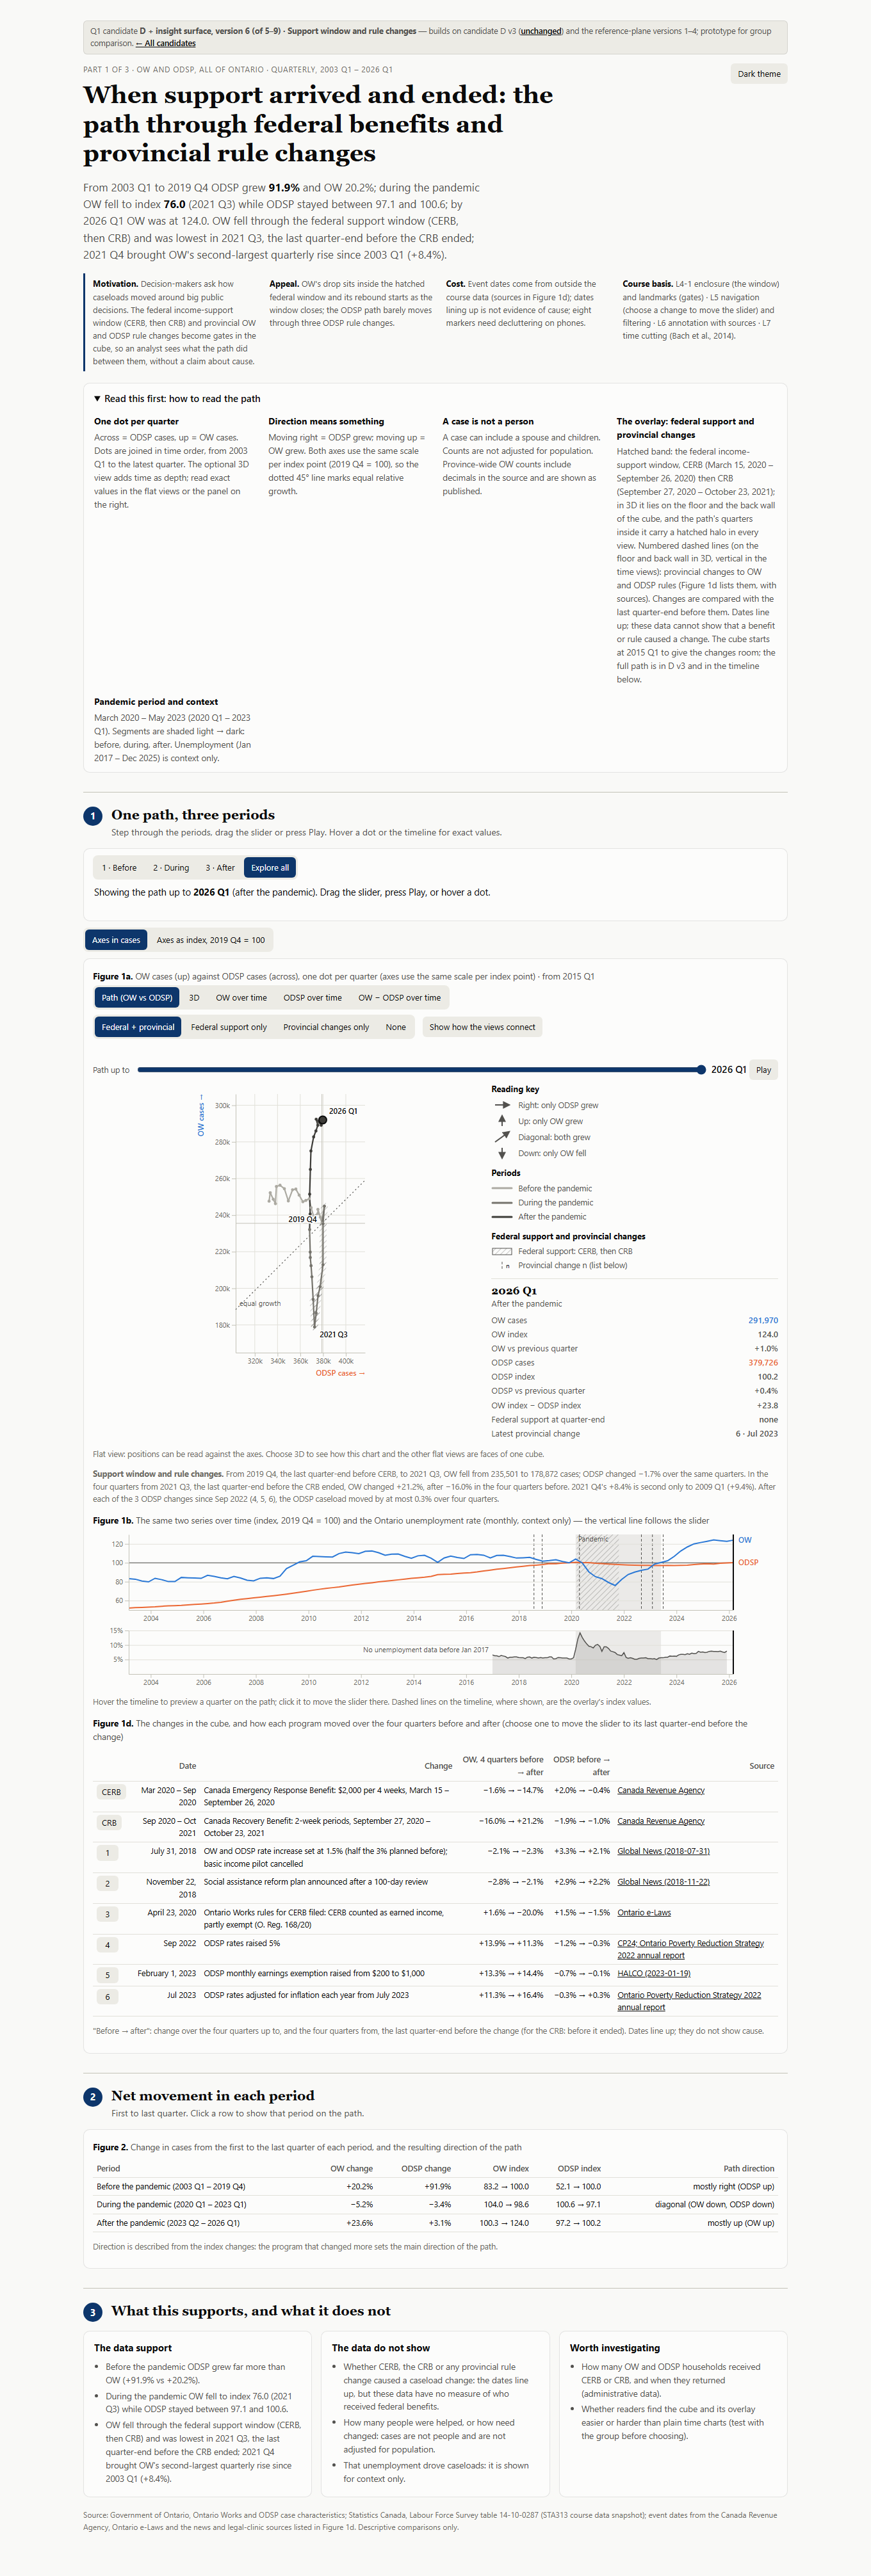 Q1 candidate D + insight surface, version 6 (of 5–9) · Support window and rule changes — builds on candidate D v3 (unchanged) and the reference-plane versions 1–4; prototype for group
comparison. ← All candidates
PART 1 OF 3 · OW AND ODSP, ALL OF ONTARIO · QUARTERLY, 2003 Q1 – 2026 Q1
Dark theme
When support arrived and ended: the
path through federal benefits and
provincial rule changes
From 2003 Q1 to 2019 Q4 ODSP grew 91.9% and OW 20.2%; during the pandemic
OW fell to index 76.0 (2021 Q3) while ODSP stayed between 97.1 and 100.6; by
2026 Q1 OW was at 124.0. OW fell through the federal support window (CERB,
then CRB) and was lowest in 2021 Q3, the last quarter-end before the CRB ended;
2021 Q4 brought OW's second-largest quarterly rise since 2003 Q1 (+8.4%).
Motivation. Decision-makers ask how
caseloads moved around big public
decisions. The federal income-support
window (CERB, then CRB) and provincial OW
and ODSP rule changes become gates in the
cube, so an analyst sees what the path did
between them, without a claim about cause.
Appeal. OW's drop sits inside the hatched
federal window and its rebound starts as the
window closes; the ODSP path barely moves
through three ODSP rule changes.
Cost. Event dates come from outside the
course data (sources in Figure 1d); dates
lining up is not evidence of cause; eight
markers need decluttering on phones.
Course basis. L4-1 enclosure (the window)
and landmarks (gates) · L5 navigation
(choose a change to move the slider) and
filtering · L6 annotation with sources · L7
time cutting (Bach et al., 2014).
▼ Read this first: how to read the path
One dot per quarter
Across = ODSP cases, up = OW cases.
Dots are joined in time order, from 2003
Q1 to the latest quarter. The optional 3D
view adds time as depth; read exact
values in the flat views or the panel on
the right.
Direction means something
Moving right = ODSP grew; moving up =
OW grew. Both axes use the same scale
per index point (2019 Q4 = 100), so the
dotted 45° line marks equal relative
growth.
A case is not a person
A case can include a spouse and children.
Counts are not adjusted for population.
Province-wide OW counts include
decimals in the source and are shown as
published.
The overlay: federal support and
provincial changes
Hatched band: the federal income-
support window, CERB (March 15, 2020 –
September 26, 2020) then CRB
(September 27, 2020 – October 23, 2021);
in 3D it lies on the floor and the back wall
of the cube, and the path's quarters
inside it carry a hatched halo in every
view. Numbered dashed lines (on the
floor and back wall in 3D, vertical in the
time views): provincial changes to OW
and ODSP rules (Figure 1d lists them, with
sources). Changes are compared with the
last quarter-end before them. Dates line
up; these data cannot show that a benefit
or rule caused a change. The cube starts
at 2015 Q1 to give the changes room; the
full path is in D v3 and in the timeline
below.
Pandemic period and context
March 2020 – May 2023 (2020 Q1 – 2023
Q1). Segments are shaded light → dark:
before, during, after. Unemployment (Jan
2017 – Dec 2025) is context only.
1 One path, three periods
Step through the periods, drag the slider or press Play. Hover a dot or the timeline for exact values.
1 · Before 2 · During 3 · After Explore all
Showing the path up to 2026 Q1 (after the pandemic). Drag the slider, press Play, or hover a dot.
Axes in cases Axes as index, 2019 Q4 = 100
Figure 1a. OW cases (up) against ODSP cases (across), one dot per quarter (axes use the same scale per index point) · from 2015 Q1
Path (OW vs ODSP) 3D OW over time ODSP over time OW − ODSP over time
Federal + provincial Federal support only Provincial changes only None Show how the views connect
Path up to 2026 Q1 Play
OW cases →
300k
280k
260k
240k
220k
200k
180k
2026 Q1
2019 Q4
equal growth
2021 Q3
320k 340k 360k 380k 400k
ODSP cases →
Reading key
Right: only ODSP grew
Up: only OW grew
Diagonal: both grew
Down: only OW fell
Periods
Before the pandemic
During the pandemic
After the pandemic
Federal support and provincial changes
Federal support: CERB, then CRB
n Provincial change n (list below)
2026 Q1
After the pandemic
OW cases 291,970
OW index 124.0
OW vs previous quarter +1.0%
ODSP cases 379,726
ODSP index 100.2
ODSP vs previous quarter +0.4%
OW index − ODSP index +23.8
Federal support at quarter-end none
Latest provincial change 6 · Jul 2023
Flat view: positions can be read against the axes. Choose 3D to see how this chart and the other flat views are faces of one cube.
Support window and rule changes. From 2019 Q4, the last quarter-end before CERB, to 2021 Q3, OW fell from 235,501 to 178,872 cases; ODSP changed −1.7% over the same quarters. In the
four quarters from 2021 Q3, the last quarter-end before the CRB ended, OW changed +21.2%, after −16.0% in the four quarters before. 2021 Q4's +8.4% is second only to 2009 Q1 (+9.4%). After
each of the 3 ODSP changes since Sep 2022 (4, 5, 6), the ODSP caseload moved by at most 0.3% over four quarters.
Figure 1b. The same two series over time (index, 2019 Q4 = 100) and the Ontario unemployment rate (monthly, context only) — the vertical line follows the slider
120
100
80
60
Pandemic
OW
ODSP
2004 2006 2008 2010 2012 2014 2016 2018 2020 2022 2024 2026
15%
10%
5%
No unemployment data before Jan 2017
2004 2006 2008 2010 2012 2014 2016 2018 2020 2022 2024 2026
Hover the timeline to preview a quarter on the path; click it to move the slider there. Dashed lines on the timeline, where shown, are the overlay's index values.
Figure 1d. The changes in the cube, and how each program moved over the four quarters before and after (choose one to move the slider to its last quarter-end before the
change)
Date Change OW, 4 quarters before → after ODSP, before → after Source
CERB Mar 2020 – Sep 2020 Canada Emergency Response Benefit: $2,000 per 4 weeks, March 15 – September 26, 2020 −1.6% → −14.7% +2.0% → −0.4% Canada Revenue Agency
CRB Sep 2020 – Oct 2021 Canada Recovery Benefit: 2-week periods, September 27, 2020 – October 23, 2021 −16.0% → +21.2% −1.9% → −1.0% Canada Revenue Agency
1 July 31, 2018 OW and ODSP rate increase set at 1.5% (half the 3% planned before); basic income pilot cancelled −2.1% → −2.3% +3.3% → +2.1% Global News (2018-07-31)
2 November 22, 2018 Social assistance reform plan announced after a 100-day review −2.8% → −2.1% +2.9% → +2.2% Global News (2018-11-22)
3 April 23, 2020 Ontario Works rules for CERB filed: CERB counted as earned income, partly exempt (O. Reg. 168/20) +1.6% → −20.0% +1.5% → −1.5% Ontario e-Laws
4 Sep 2022 ODSP rates raised 5% +13.9% → +11.3% −1.2% → −0.3% CP24; Ontario Poverty Reduction Strategy 2022 annual report
5 February 1, 2023 ODSP monthly earnings exemption raised from $200 to $1,000 +13.3% → +14.4% −0.7% → −0.1% HALCO (2023-01-19)
6 Jul 2023 ODSP rates adjusted for inflation each year from July 2023 +11.3% → +16.4% −0.3% → +0.3% Ontario Poverty Reduction Strategy 2022 annual report
"Before → after": change over the four quarters up to, and the four quarters from, the last quarter-end before the change (for the CRB: before it ended). Dates line up; they do not show cause.
2 Net movement in each period
First to last quarter. Click a row to show that period on the path.
Figure 2. Change in cases from the first to the last quarter of each period, and the resulting direction of the path
Period OW change ODSP change OW index ODSP index Path direction
Before the pandemic (2003 Q1 – 2019 Q4) +20.2% +91.9% 83.2 → 100.0 52.1 → 100.0 mostly right (ODSP up)
During the pandemic (2020 Q1 – 2023 Q1) −5.2% −3.4% 104.0 → 98.6 100.6 → 97.1 diagonal (OW down, ODSP down)
After the pandemic (2023 Q2 – 2026 Q1) +23.6% +3.1% 100.3 → 124.0 97.2 → 100.2 mostly up (OW up)
Direction is described from the index changes: the program that changed more sets the main direction of the path.
3 What this supports, and what it does not
The data support
• Before the pandemic ODSP grew far more than
OW (+91.9% vs +20.2%).
• During the pandemic OW fell to index 76.0 (2021
Q3) while ODSP stayed between 97.1 and 100.6.
• OW fell through the federal support window (CERB,
then CRB) and was lowest in 2021 Q3, the last
quarter-end before the CRB ended; 2021 Q4
brought OW's second-largest quarterly rise since
2003 Q1 (+8.4%).
The data do not show
• Whether CERB, the CRB or any provincial rule
change caused a caseload change: the dates line
up, but these data have no measure of who
received federal benefits.
• How many people were helped, or how need
changed: cases are not people and are not
adjusted for population.
• That unemployment drove caseloads: it is shown
for context only.
Worth investigating
• How many OW and ODSP households received
CERB or CRB, and when they returned
(administrative data).
• Whether readers find the cube and its overlay
easier or harder than plain time charts (test with
the group before choosing).
Source: Government of Ontario, Ontario Works and ODSP case characteristics; Statistics Canada, Labour Force Survey table 14-10-0287 (STA313 course data snapshot); event dates from the Canada Revenue
Agency, Ontario e-Laws and the news and legal-clinic sources listed in Figure 1d. Descriptive comparisons only.